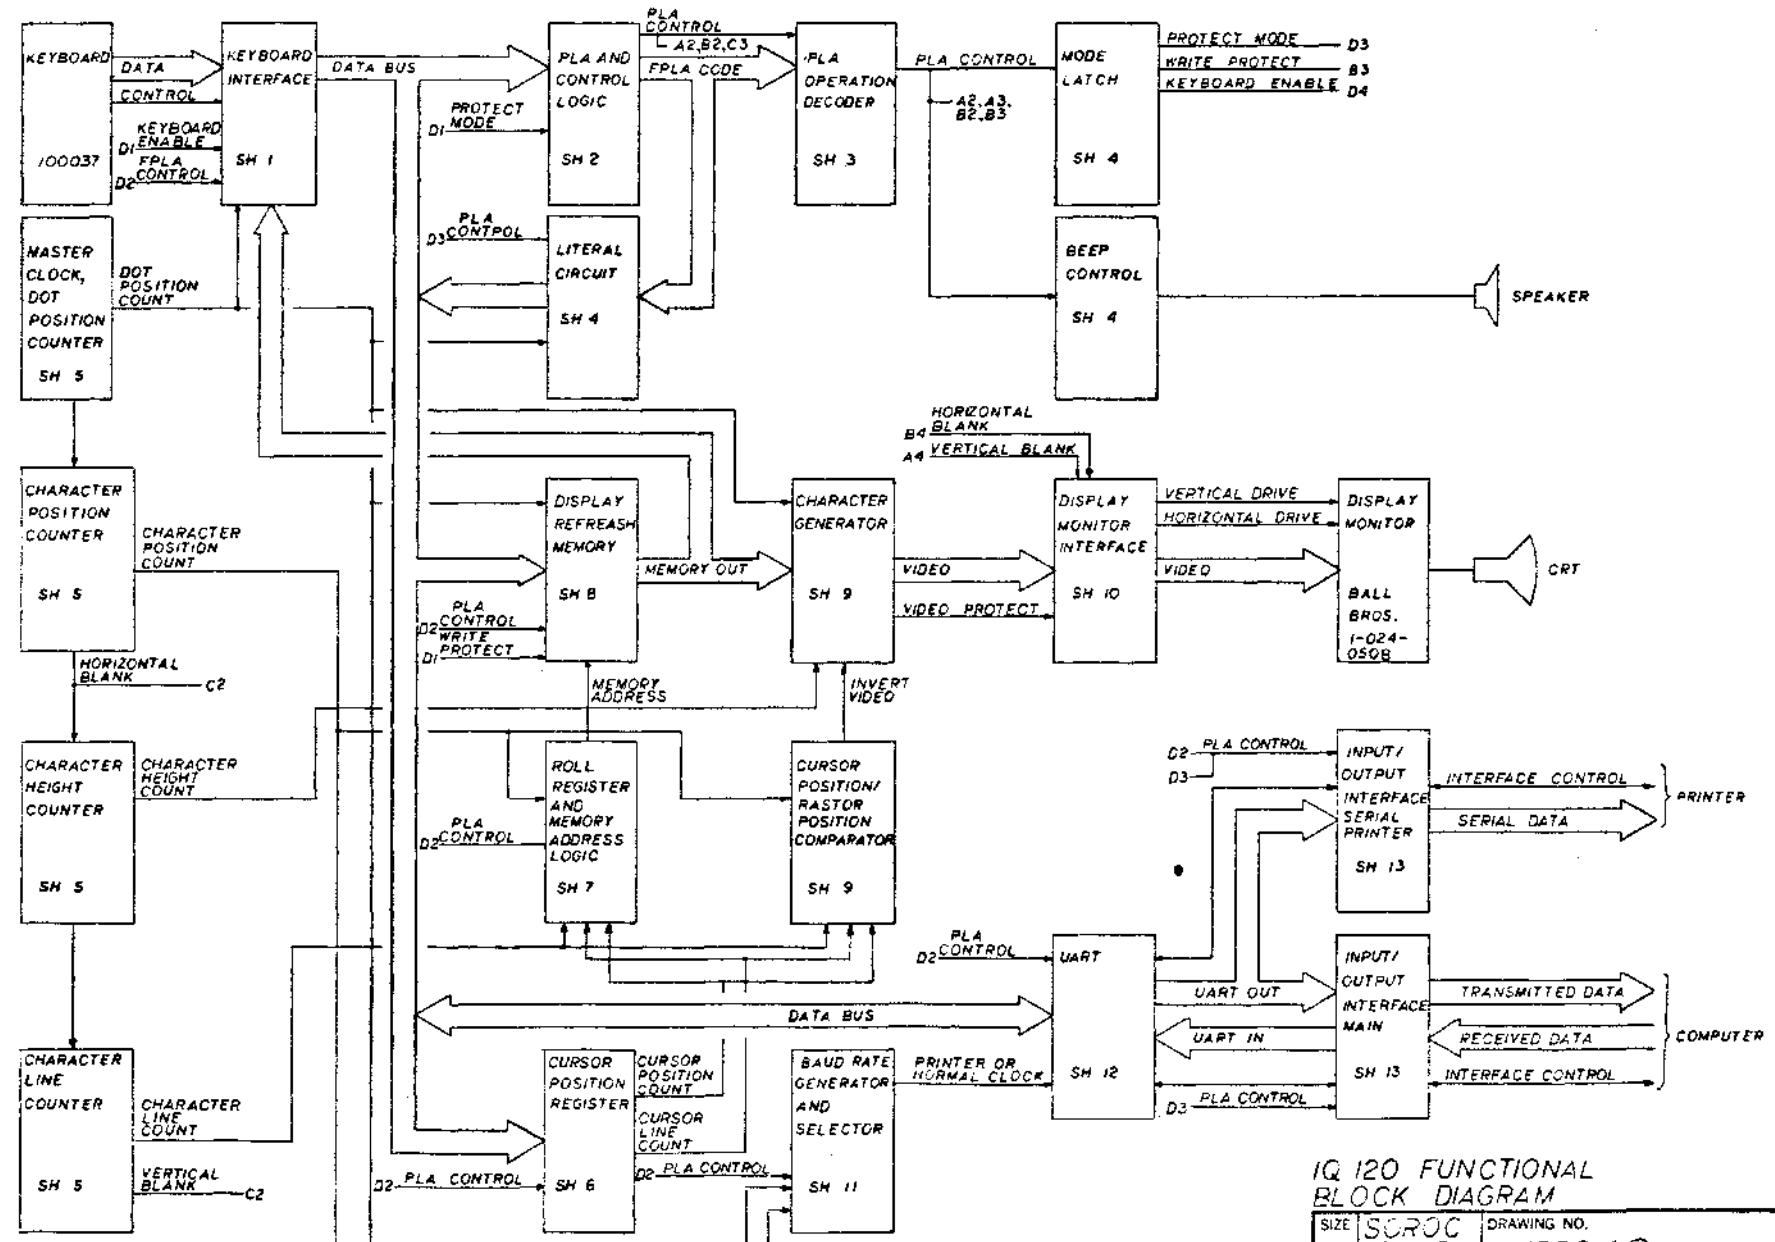 KEYBOARD
100037
DATA
CONTROL
KEYBOARD
D1 ENABLE
FPLA
D2 CONTROL
KEYBOARD
INTERFACE
SH 1
DATA BUS
PLA AND
CONTROL
LOGIC
SH 2
PROTECT
D1 MODE
PLA
CONTROL
A2,B2,C3
FPLA CODE
PLA
OPERATION
DECODER
SH 3
PLA CONTROL
A2,A3,
B2,B3
MODE
LATCH
SH 4
PROTECT MODE D3
WRITE PROTECT B3
KEYBOARD ENABLE D4
MASTER
CLOCK,
DOT
POSITION
COUNTER
SH 5
DOT
POSITION
COUNT
PLA
D3 CONTROL
LITERAL
CIRCUIT
SH 4
BEEP
CONTROL
SH 4
SPEAKER
CHARACTER
POSITION
COUNTER
SH 5
CHARACTER
POSITION
COUNT
HORIZONTAL
BLANK
C2
DISPLAY
REFREASH
MEMORY
SH 8
PLA
D2 CONTROL
WRITE
D1 PROTECT
MEMORY OUT
CHARACTER
GENERATOR
SH 9
VIDEO
VIDEO PROTECT
HORIZONTAL
B4 BLANK
A4 VERTICAL BLANK
DISPLAY
MONITOR
INTERFACE
SH 10
VERTICAL DRIVE
HORIZONTAL DRIVE
VIDEO
DISPLAY
MONITOR
BALL
BROS.
1-024-
050B
CRT
MEMORY
ADDRESS
INVERT
VIDEO
CHARACTER
HEIGHT
COUNTER
SH 5
CHARACTER
HEIGHT
COUNT
ROLL
REGISTER
AND
MEMORY
ADDRESS
LOGIC
SH 7
PLA
D2 CONTROL
CURSOR
POSITION/
RASTOR
POSITION
COMPARATOR
SH 9
D2 PLA CONTROL
D3
INPUT/
OUTPUT
INTERFACE
SERIAL
PRINTER
SH 13
INTERFACE CONTROL
SERIAL DATA
PRINTER
PLA
D2 CONTROL
UART
SH 12
UART OUT
UART IN
D3 PLA CONTROL
INPUT/
OUTPUT
INTERFACE
MAIN
SH 13
TRANSMITTED DATA
RECEIVED DATA
INTERFACE CONTROL
COMPUTER
DATA BUS
CHARACTER
LINE
COUNTER
SH 5
CHARACTER
LINE
COUNT
VERTICAL
BLANK
C2
CURSOR
POSITION
REGISTER
SH 6
D2 PLA CONTROL
CURSOR
POSITION
COUNT
CURSOR
LINE
COUNT
D2 PLA CONTROL
BAUD RATE
GENERATOR
AND
SELECTOR
SH 11
PRINTER OR
NORMAL CLOCK
IQ 120 FUNCTIONAL
BLOCK DIAGRAM
SIZE
SOROC
DRAWING NO.